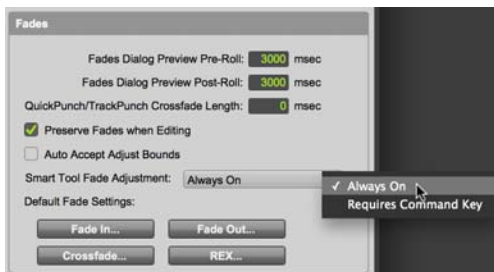 Fades
Fades Dialog Preview Pre-Roll: 3000 msec
Fades Dialog Preview Post-Roll: 3000 msec
QuickPunch/TrackPunch Crossfade Length: 0 msec
Preserve Fades when Editing
Auto Accept Adjust Bounds
Smart Tool Fade Adjustment: Always On
✓ Always On
Requires Command Key
Default Fade Settings:
Fade In... Fade Out...
Crossfade... REX...